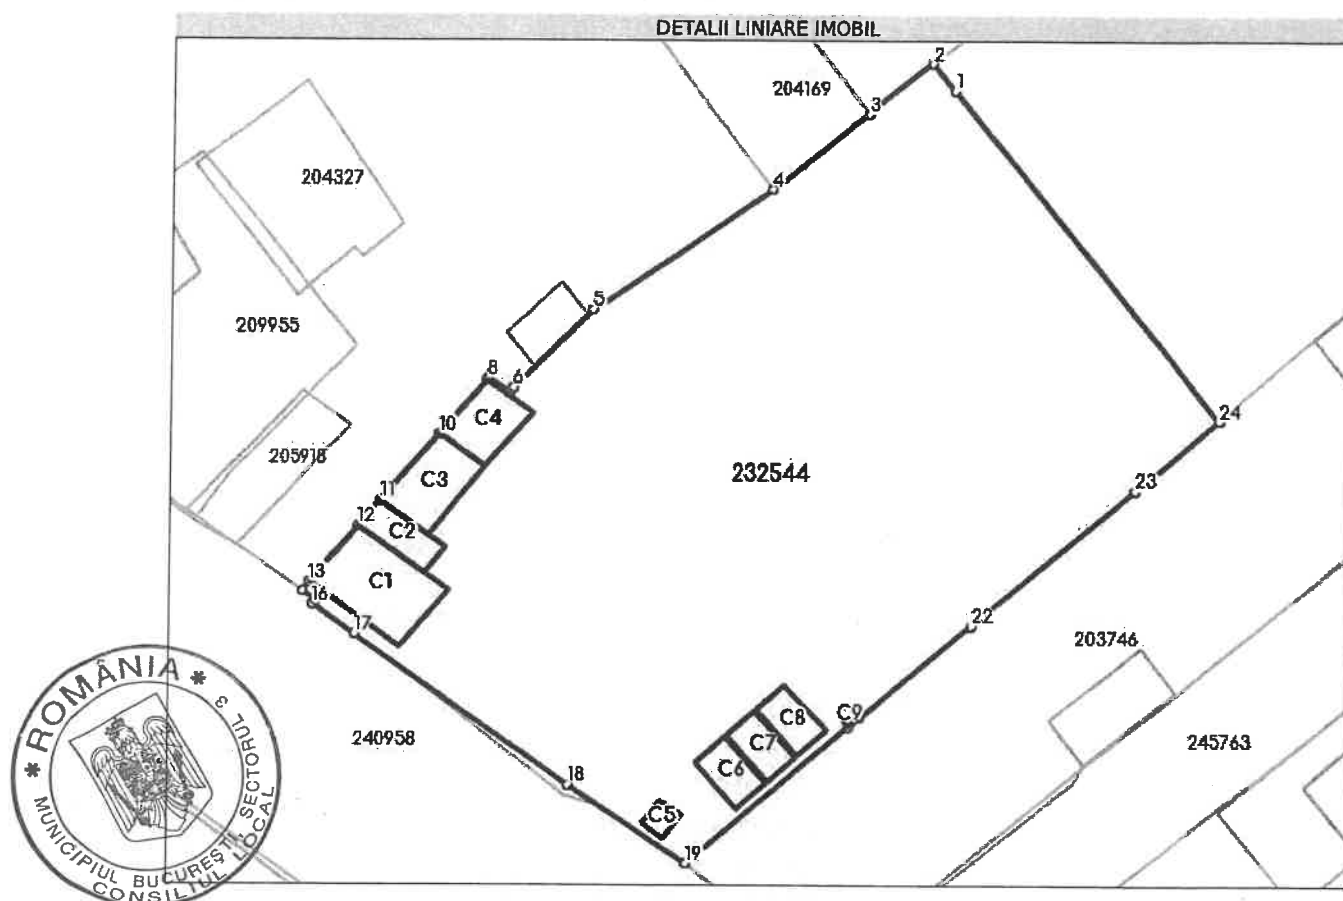 DETALII LINIARE IMOBIL
2
1
204169
3
204327
4
5
209955
8
6
10
C4
24
205918
232544
C3
23
11
12
C2
13
C1
16
17
22
203746
C9
C8
240958
C7
245763
C6
18
C5
19
* ROMÂNIA *
MUNICIPIUL BUCUREȘTI SECTORUL 3
CONSILIUL LOCAL